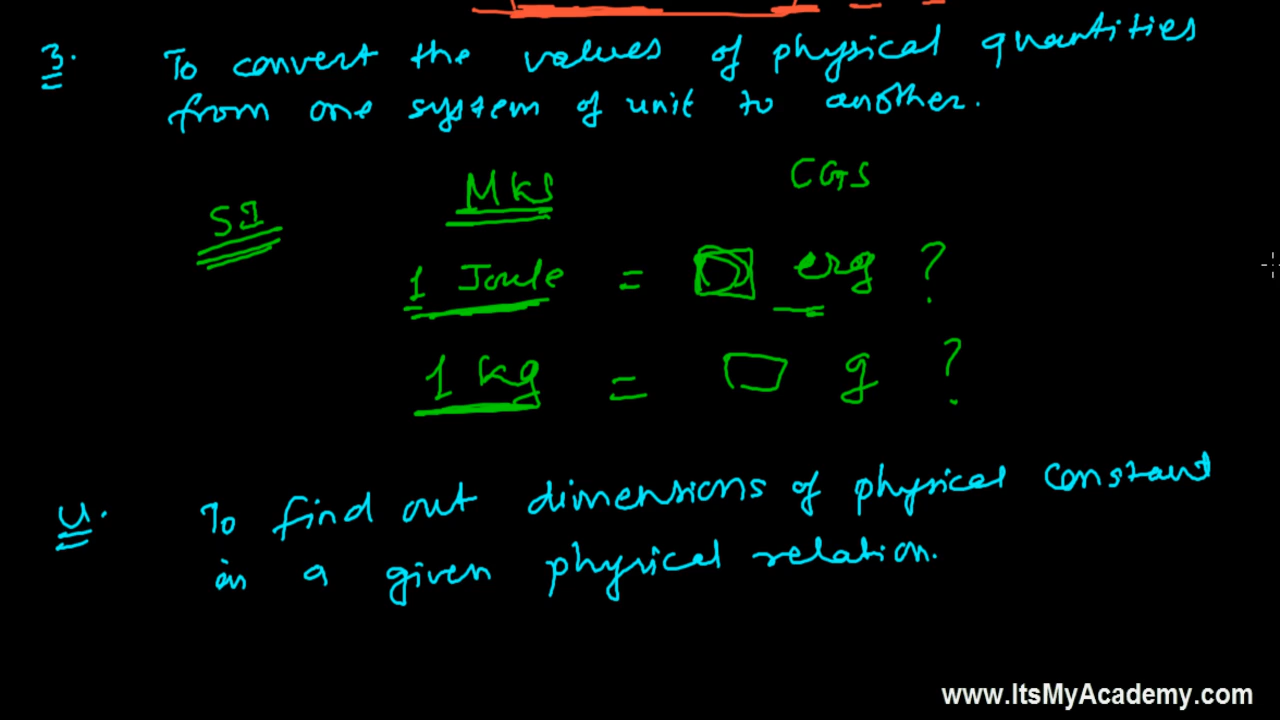 3. To convert the values of physical quantities
from one system of unit to another.
SI MKS CGS
1 Joule = erg ?
1 kg = g ?
4. To find out dimensions of physical constant
in a given physical relation.
www.ItsMyAcademy.com